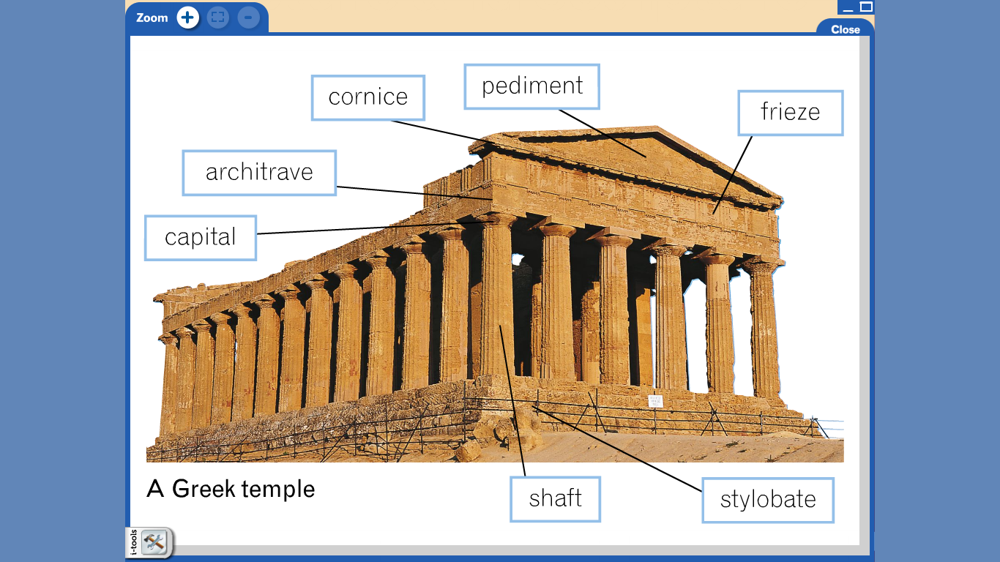 Zoom
Close
cornice
pediment
frieze
architrave
capital
shaft
stylobate
A Greek temple
i-tools